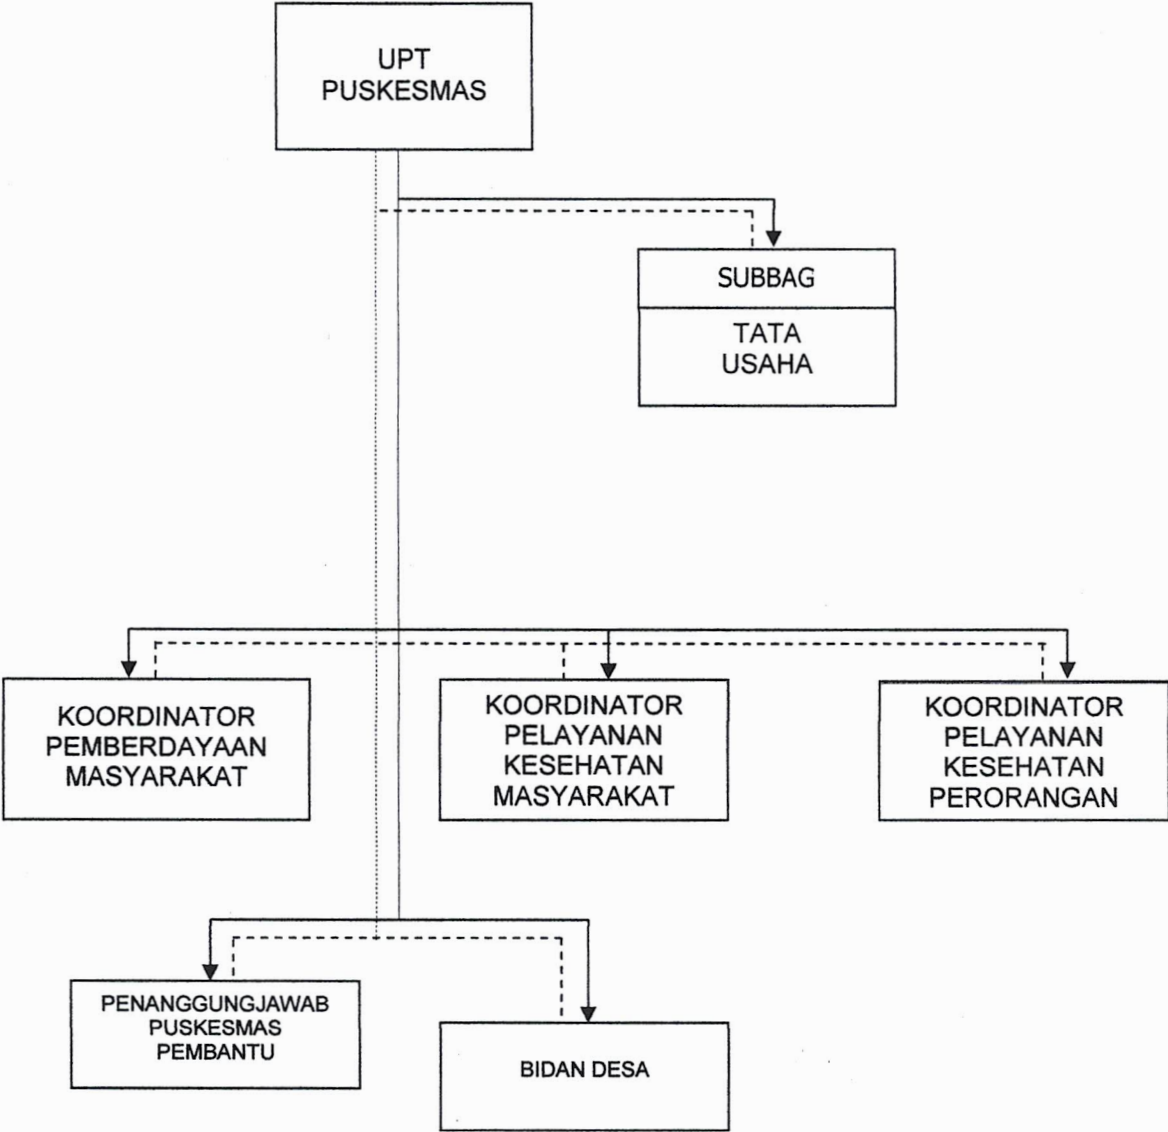 UPT
PUSKESMAS
SUBBAG
TATA
USAHA
KOORDINATOR
PEMBERDAYAAN
MASYARAKAT
KOORDINATOR
PELAYANAN
KESEHATAN
MASYARAKAT
KOORDINATOR
PELAYANAN
KESEHATAN
PERORANGAN
PENANGGUNGJAWAB
PUSKESMAS
PEMBANTU
BIDAN DESA